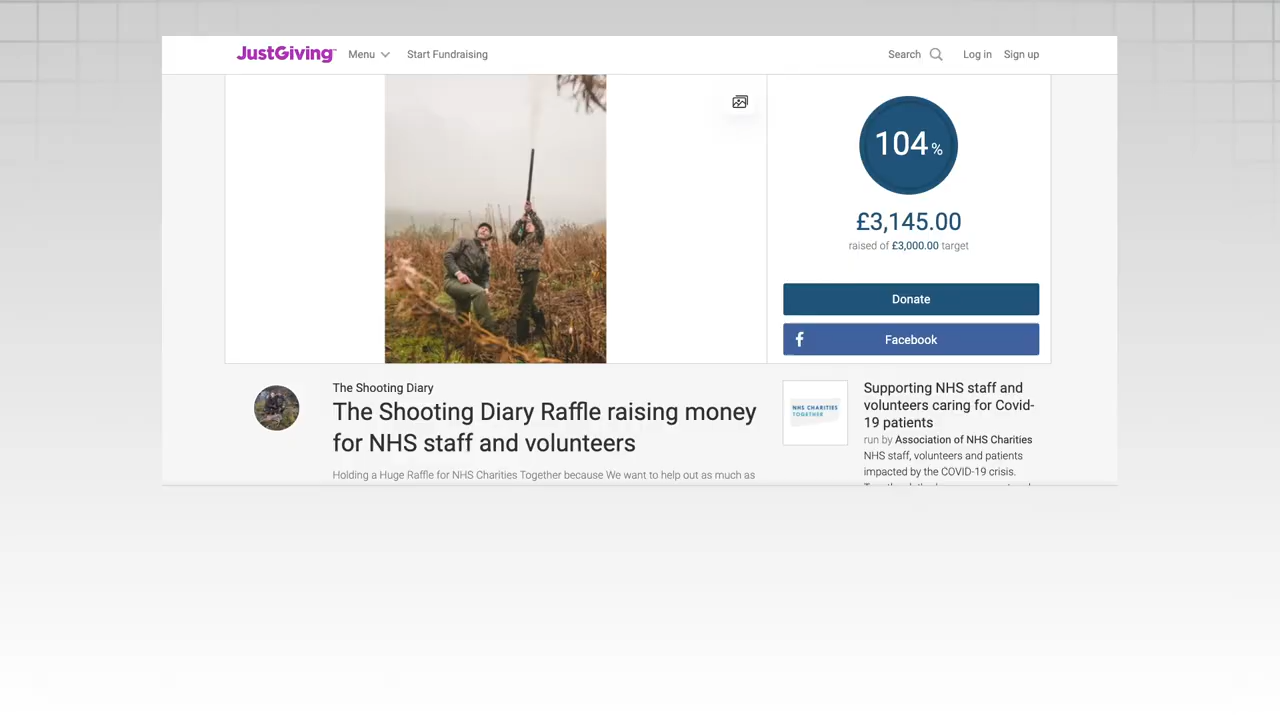 JustGiving™ Menu Start Fundraising Search Log in Sign up
104%
£3,145.00
raised of £3,000.00 target
Donate
Facebook
The Shooting Diary
The Shooting Diary Raffle raising money
for NHS staff and volunteers
Holding a Huge Raffle for NHS Charities Together because We want to help out as much as
NHS CHARITIES
TOGETHER
Supporting NHS staff and
volunteers caring for Covid-
19 patients
run by Association of NHS Charities
NHS staff, volunteers and patients
impacted by the COVID-19 crisis.